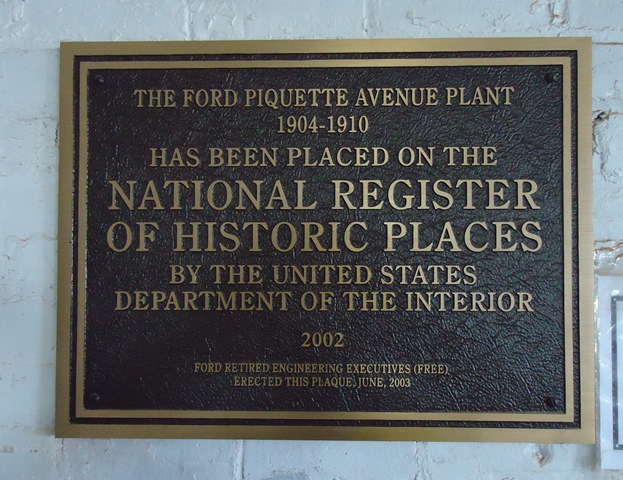 THE FORD PIQUETTE AVENUE PLANT
1904-1910
HAS BEEN PLACED ON THE
NATIONAL REGISTER
OF HISTORIC PLACES
BY THE UNITED STATES
DEPARTMENT OF THE INTERIOR
2002
FORD RETIRED ENGINEERING EXECUTIVES (FREE)
ERECTED THIS PLAQUE, JUNE, 2003